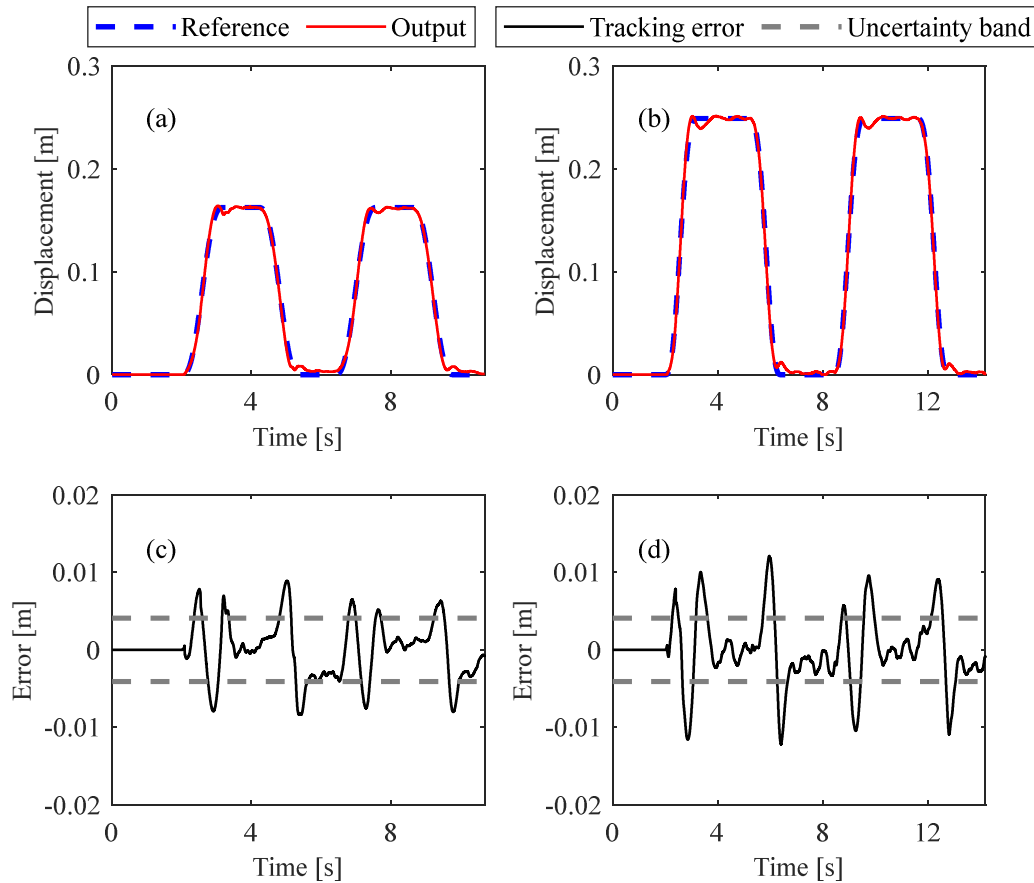 Reference Output Tracking error Uncertainty band
(a)
0.3
0.2
0.1
0
Displacement [m]
0 4 8
Time [s]
(b)
0.3
0.2
0.1
0
Displacement [m]
0 4 8 12
Time [s]
(c)
0.02
0.01
0
-0.01
-0.02
Error [m]
0 4 8
Time [s]
(d)
0.02
0.01
0
-0.01
-0.02
Error [m]
0 4 8 12
Time [s]